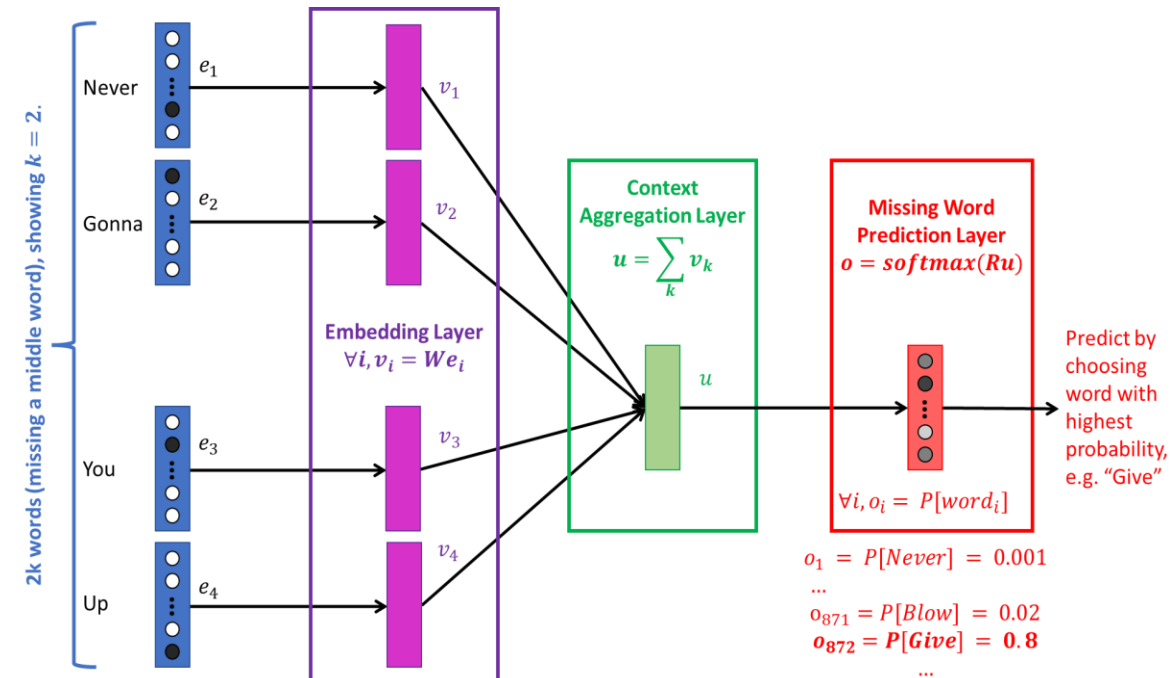 2k words (missing a middle word), showing k = 2.
Never
e₁
v₁
Gonna
e₂
v₂
Embedding Layer
∀i, vᵢ = Weᵢ
You
e₃
v₃
Up
e₄
v₄
Context
Aggregation Layer
u = ∑ₖ vₖ
u
Missing Word
Prediction Layer
o = softmax(Ru)
∀i, oᵢ = P[wordᵢ]
o₁ = P[Never] = 0.001
...
o₈₇₁ = P[Blow] = 0.02
o₈₇₂ = P[Give] = 0.8
...
Predict by
choosing
word with
highest
probability,
e.g. “Give”